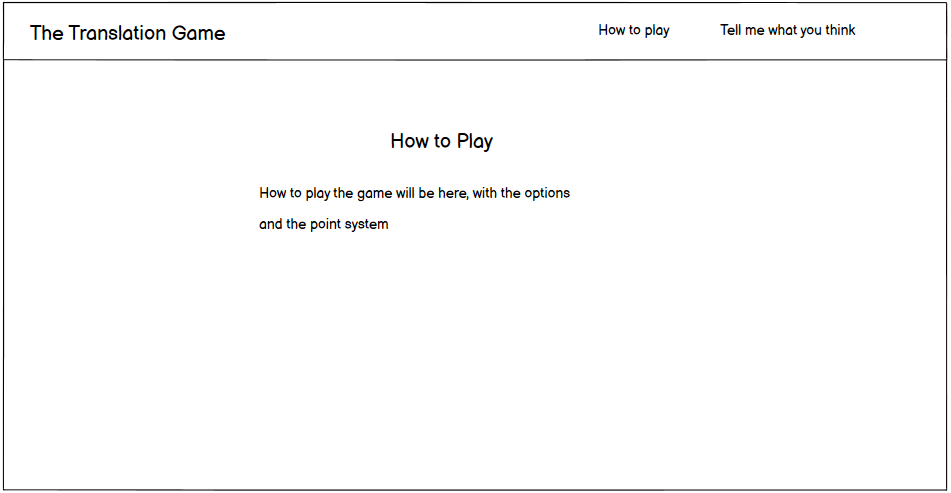 The Translation Game
How to play
Tell me what you think
How to Play
How to play the game will be here, with the options
and the point system